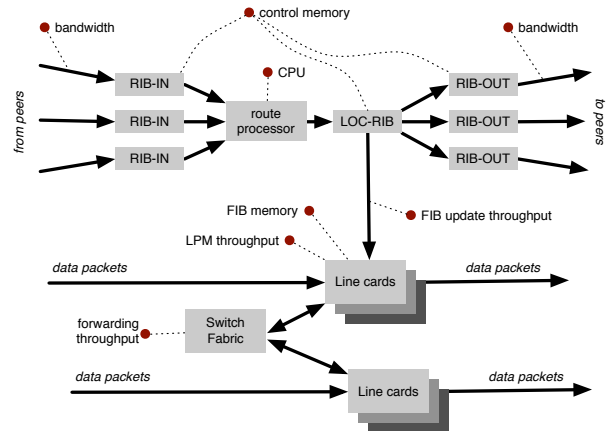 control memory
bandwidth
bandwidth
CPU
RIB-IN
RIB-OUT
from peers
RIB-IN
route
processor
LOC-RIB
RIB-OUT
to peers
RIB-IN
RIB-OUT
FIB memory
FIB update throughput
LPM throughput
data packets
Line cards
data packets
forwarding
throughput
Switch
Fabric
data packets
Line cards
data packets